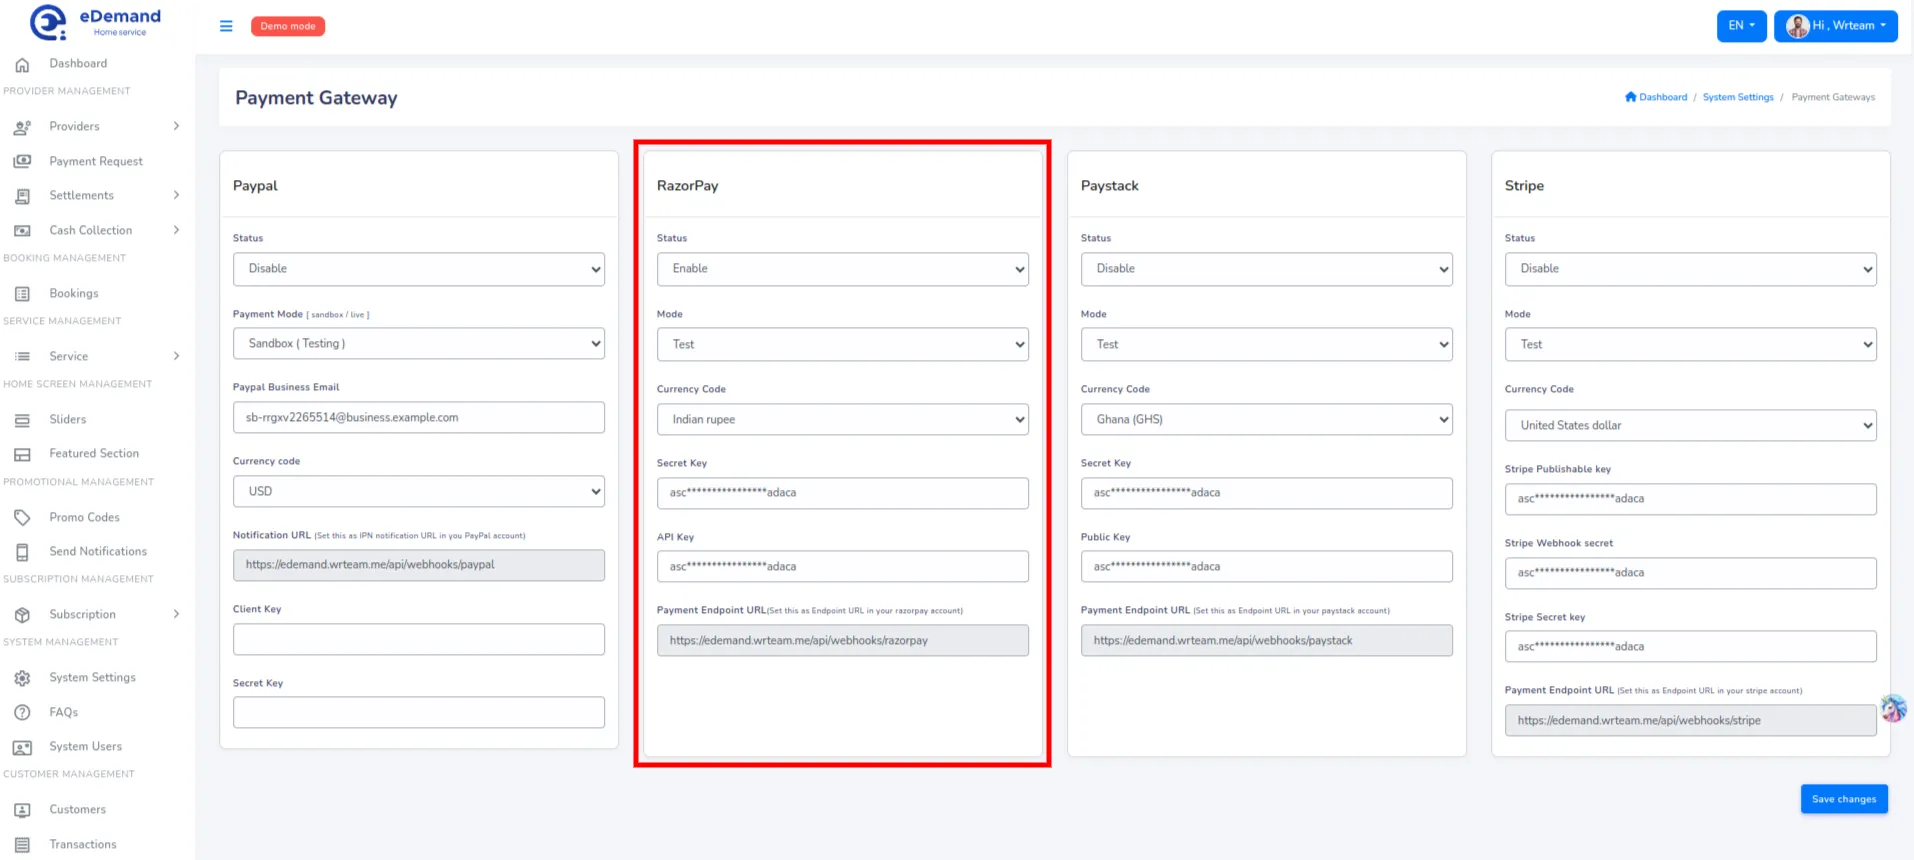 eDemand
Home service
Demo mode
EN
Hi , Wrteam
Dashboard
PROVIDER MANAGEMENT
Providers
Payment Request
Settlements
Cash Collection
BOOKING MANAGEMENT
Bookings
SERVICE MANAGEMENT
Service
HOME SCREEN MANAGEMENT
Sliders
Featured Section
PROMOTIONAL MANAGEMENT
Promo Codes
Send Notifications
SUBSCRIPTION MANAGEMENT
Subscription
SYSTEM MANAGEMENT
System Settings
FAQs
System Users
CUSTOMER MANAGEMENT
Customers
Transactions
Payment Gateway
Dashboard / System Settings / Payment Gateways
Paypal
Status
Disable
Payment Mode [ sandbox / live ]
Sandbox ( Testing )
Paypal Business Email
sb-rrgxv2265514@business.example.com
Currency code
USD
Notification URL (Set this as IPN notification URL in you PayPal account)
https://edemand.wrteam.me/api/webhooks/paypal
Client Key
Secret Key
RazorPay
Status
Enable
Mode
Test
Currency Code
Indian rupee
Secret Key
asc****************adaca
API Key
asc****************adaca
Payment Endpoint URL(Set this as Endpoint URL in your razorpay account)
https://edemand.wrteam.me/api/webhooks/razorpay
Paystack
Status
Disable
Mode
Test
Currency Code
Ghana (GHS)
Secret Key
asc****************adaca
Public Key
asc****************adaca
Payment Endpoint URL (Set this as Endpoint URL in your paystack account)
https://edemand.wrteam.me/api/webhooks/paystack
Stripe
Status
Disable
Mode
Test
Currency Code
United States dollar
Stripe Publishable key
asc****************adaca
Stripe Webhook secret
asc****************adaca
Stripe Secret key
asc****************adaca
Payment Endpoint URL (Set this as Endpoint URL in your stripe account)
https://edemand.wrteam.me/api/webhooks/stripe
Save changes